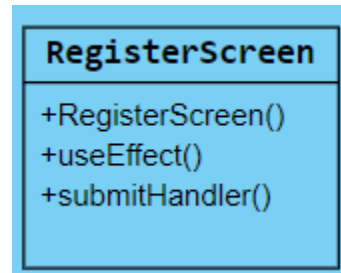 RegisterScreen
+RegisterScreen()
+useEffect()
+submitHandler()